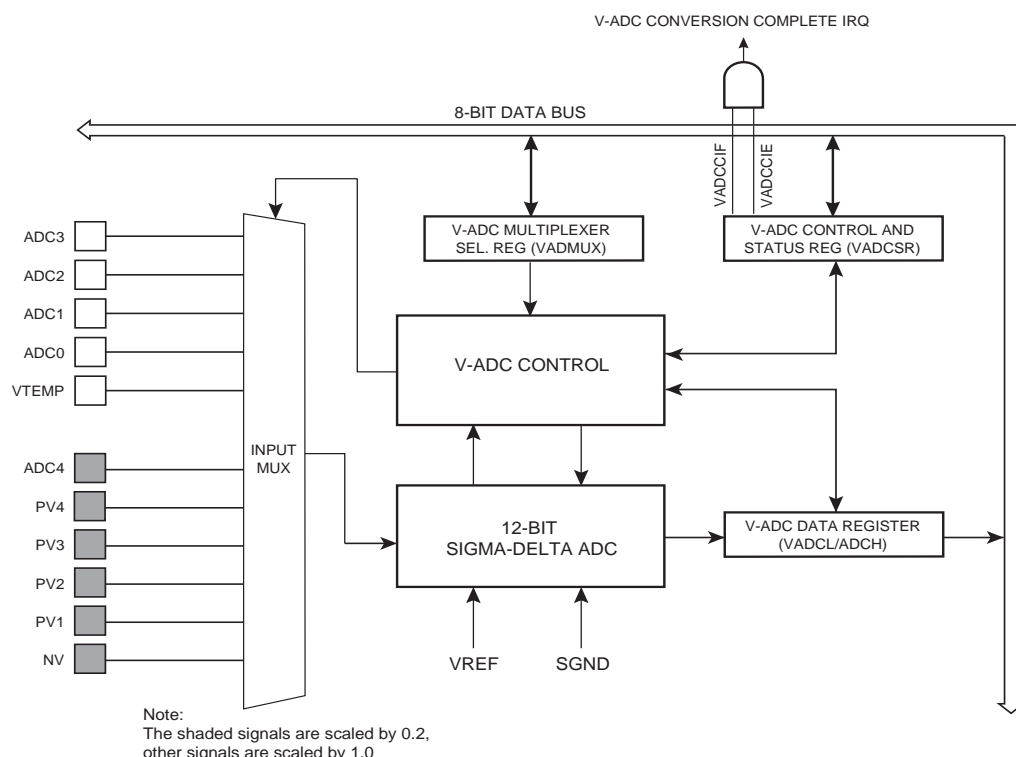 V-ADC CONVERSION COMPLETE IRQ
8-BIT DATA BUS
VADCCIF
VADCCIE
V-ADC MULTIPLEXER
SEL. REG (VADMUX)
V-ADC CONTROL AND
STATUS REG (VADCSR)
ADC3
ADC2
ADC1
ADC0
VTEMP
V-ADC CONTROL
INPUT
MUX
ADC4
PV4
PV3
PV2
PV1
NV
12-BIT
SIGMA-DELTA ADC
V-ADC DATA REGISTER
(VADCL/ADCH)
VREF
SGND
Note:
The shaded signals are scaled by 0.2,
other signals are scaled by 1.0